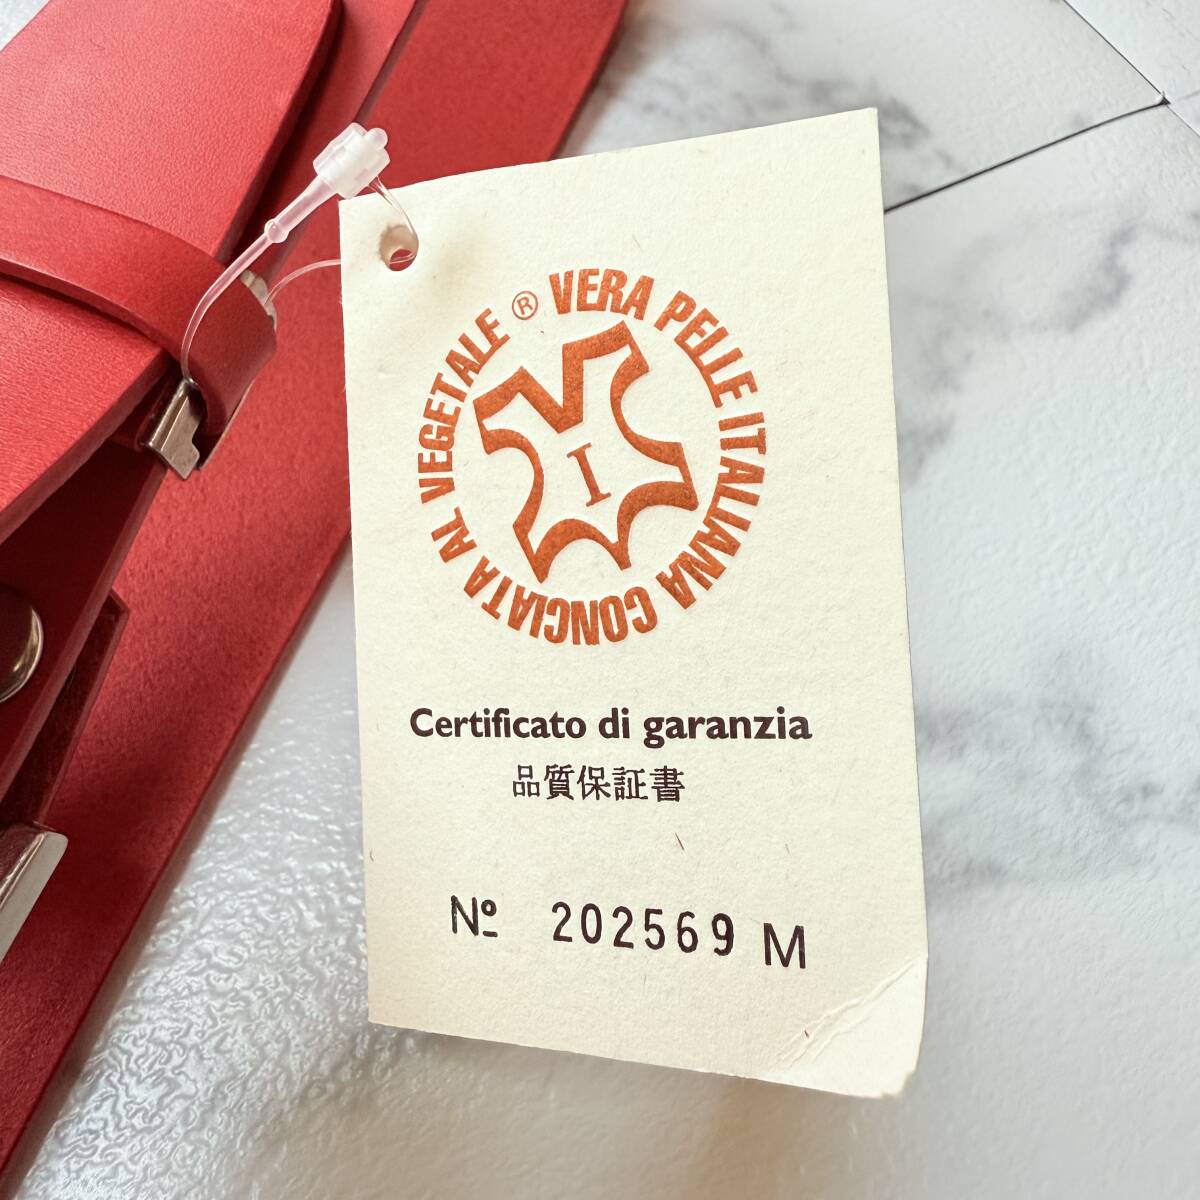 VERA PELLE ITALIANA CONCIATA AL VEGETALE ®
I
Certificato di garanzia
品質保証書
Nº 202569 M